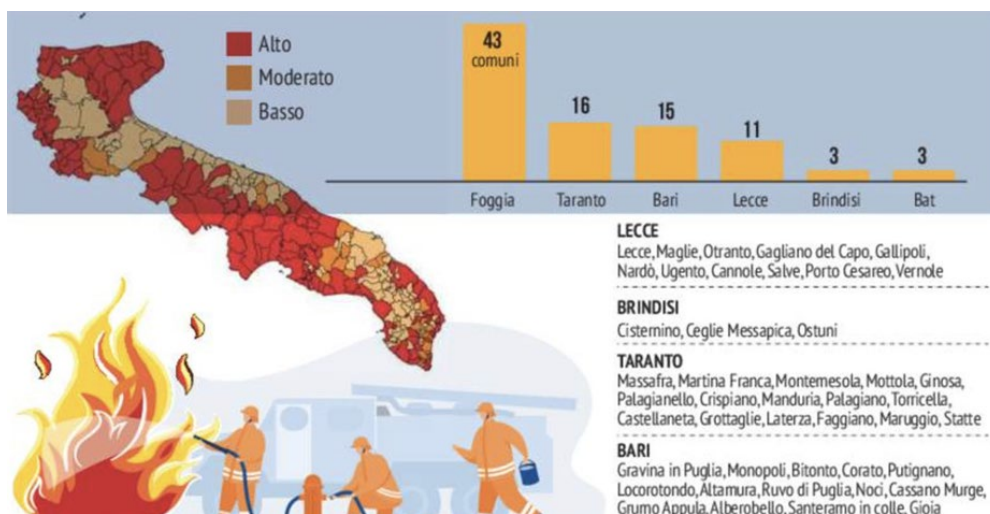 Alto
Moderato
Basso
43
comuni
16
15
11
3
3
Foggia
Taranto
Bari
Lecce
Brindisi
Bat
LECCE
Lecce, Maglie, Otranto, Gagliano del Capo, Gallipoli,
Nardò, Ugento, Cannole, Salve, Porto Cesareo, Vernole
BRINDISI
Cisternino, Ceglie Messapica, Ostuni
TARANTO
Massafra, Martina Franca, Montemesola, Mottola, Ginosa,
Palagianello, Crispiano, Manduria, Palagiano, Torricella,
Castellaneta, Grottaglie, Laterza, Faggiano, Maruggio, Statte
BARI
Gravina in Puglia, Monopoli, Bitonto, Corato, Putignano,
Locorotondo, Altamura, Ruvo di Puglia, Noci, Cassano Murge,
Grumo Appula, Alberobello, Santeramo in colle, Gioia